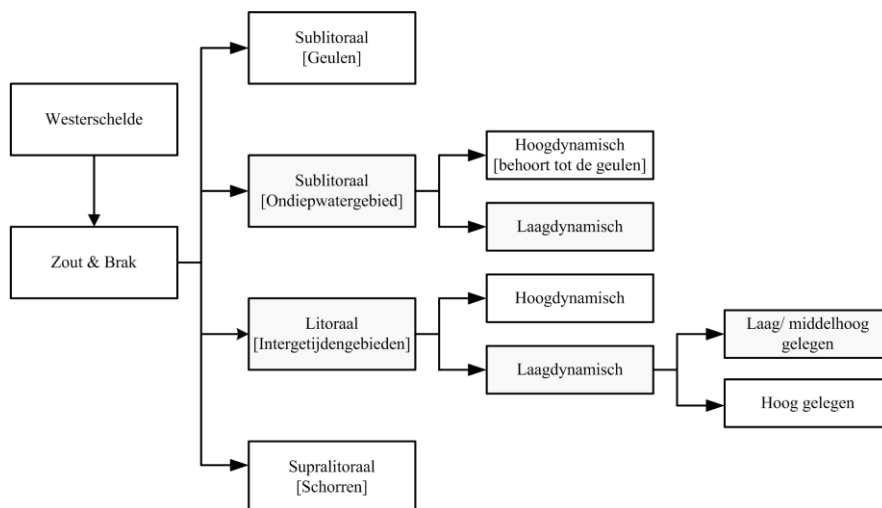 Westerschelde
Zout & Brak
Sublitoraal
[Geulen]
Sublitoraal
[Ondiepwatergebied]
Hoogdynamisch
[behoort tot de geulen]
Laagdynamisch
Litoraal
[Intergetijdengebieden]
Hoogdynamisch
Laagdynamisch
Laag/ middelhoog
gelegen
Hoog gelegen
Supralitoraal
[Schorren]